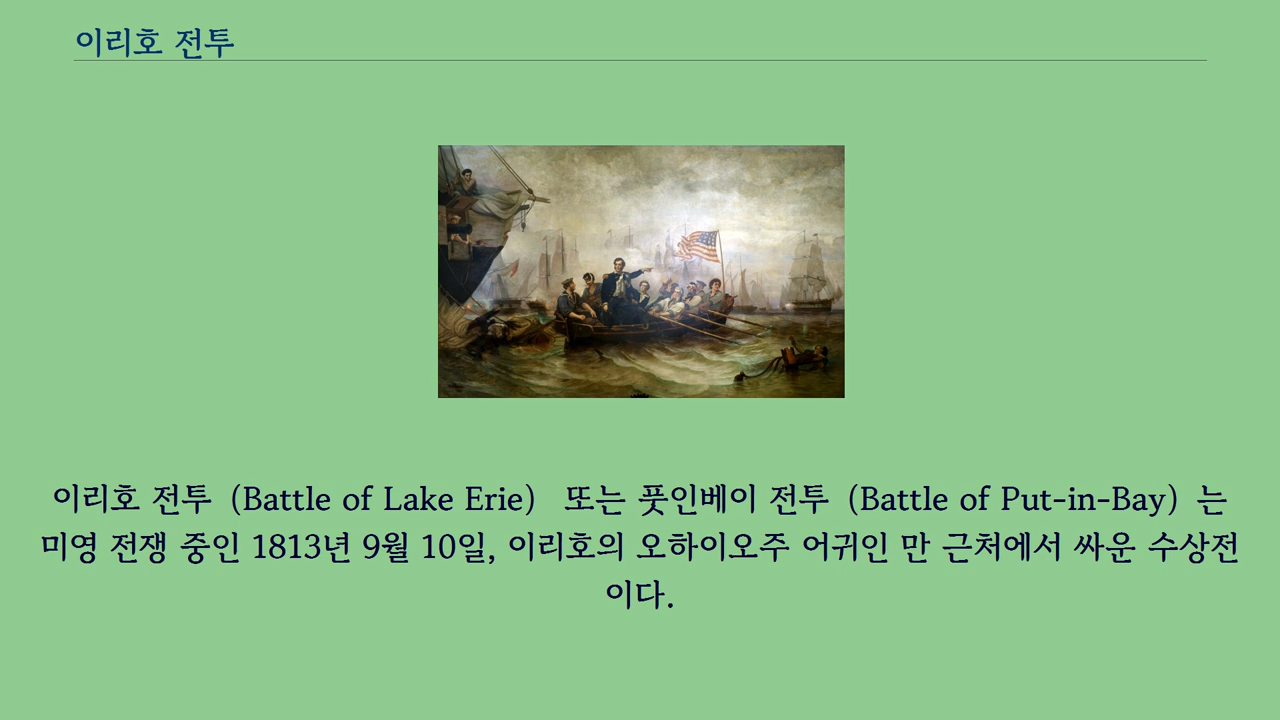 이리호 전투
이리호 전투 (Battle of Lake Erie) 또는 풋인베이 전투 (Battle of Put-in-Bay) 는
미영 전쟁 중인 1813년 9월 10일, 이리호의 오하이오주 어귀인 만 근처에서 싸운 수상전
이다.